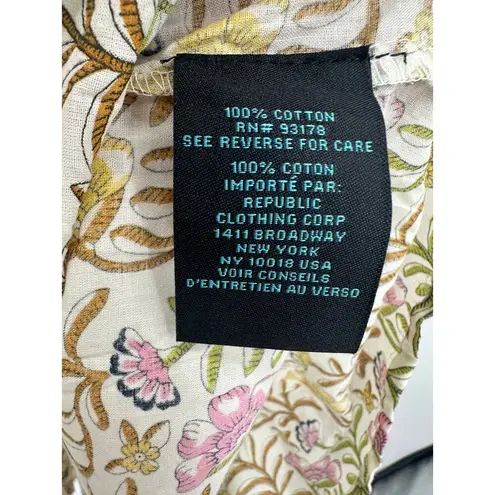 100% COTTON
RN# 93178
SEE REVERSE FOR CARE
100% COTON
IMPORTÉ PAR:
REPUBLIC
CLOTHING CORP
1411 BROADWAY
NEW YORK
NY 10018 USA
VOIR CONSEILS
D'ENTRETIEN AU VERSO